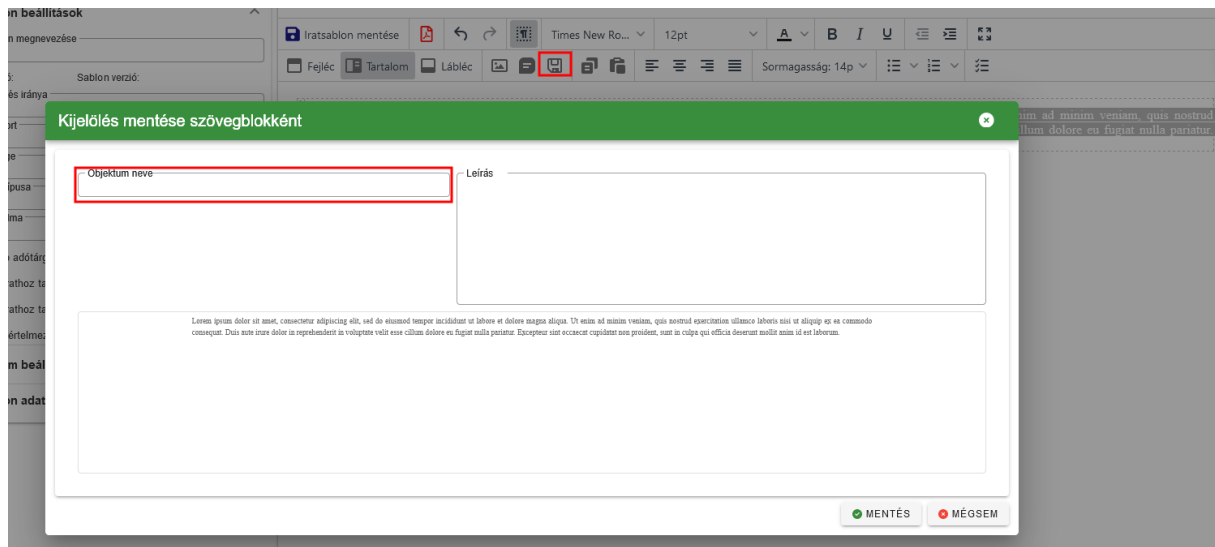 on beállítások
n megnevezése
Iratsablon mentése
Times New Ro...
12pt
A
B
I
U
Fejléc
Tartalom
Lábléc
Sormagasság: 14p
ó:
Sablon verzió:
és iránya
ort
ge
ípusa
lma
adótárg
rathoz ta
rathoz ta
értelmez
m beál
on adat
nim ad minim veniam, quis nostrud
llum dolore eu fugiat nulla pariatur.
Kijelölés mentése szövegblokként
Objektum neve
Leírás
Lorem ipsum dolor sit amet, consectetur adipiscing elit, sed do eiusmod tempor incididunt ut labore et dolore magna aliqua. Ut enim ad minim veniam, quis nostrud exercitation ullamco laboris nisi ut aliquip ex ea commodo
consequat. Duis aute irure dolor in reprehenderit in voluptate velit esse cillum dolore eu fugiat nulla pariatur. Excepteur sint occaecat cupidatat non proident, sunt in culpa qui officia deserunt mollit anim id est laborum.
MENTÉS
MÉGSEM